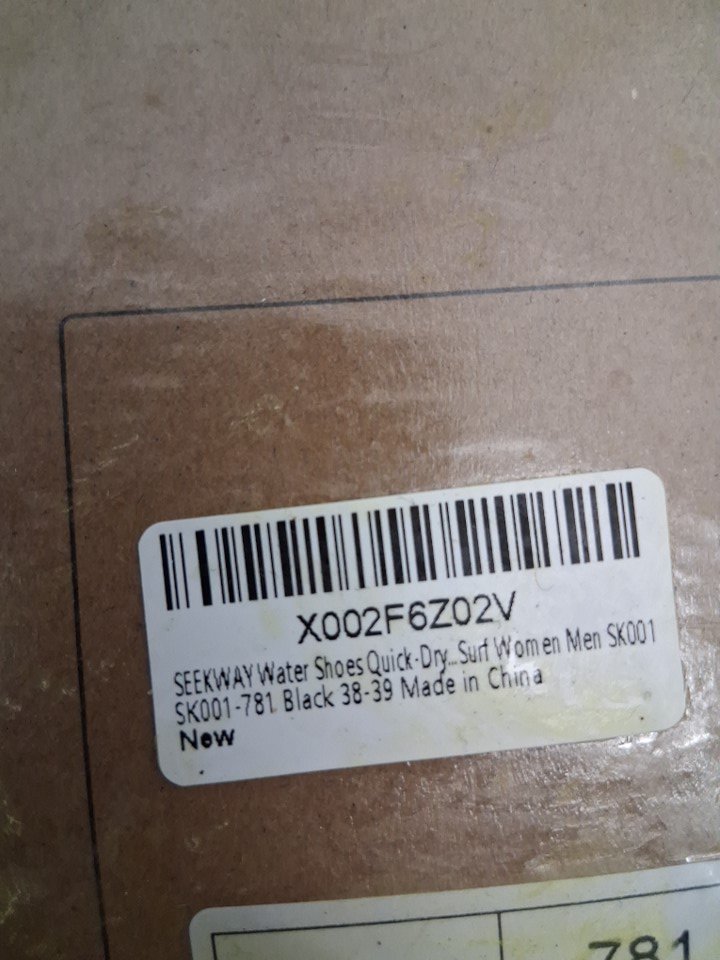 X002F6Z02V
SEEKWAY Water Shoes Quick-Dry...Surf Women Men SK001
SK001-781 Black 38-39 Made in China
New
781